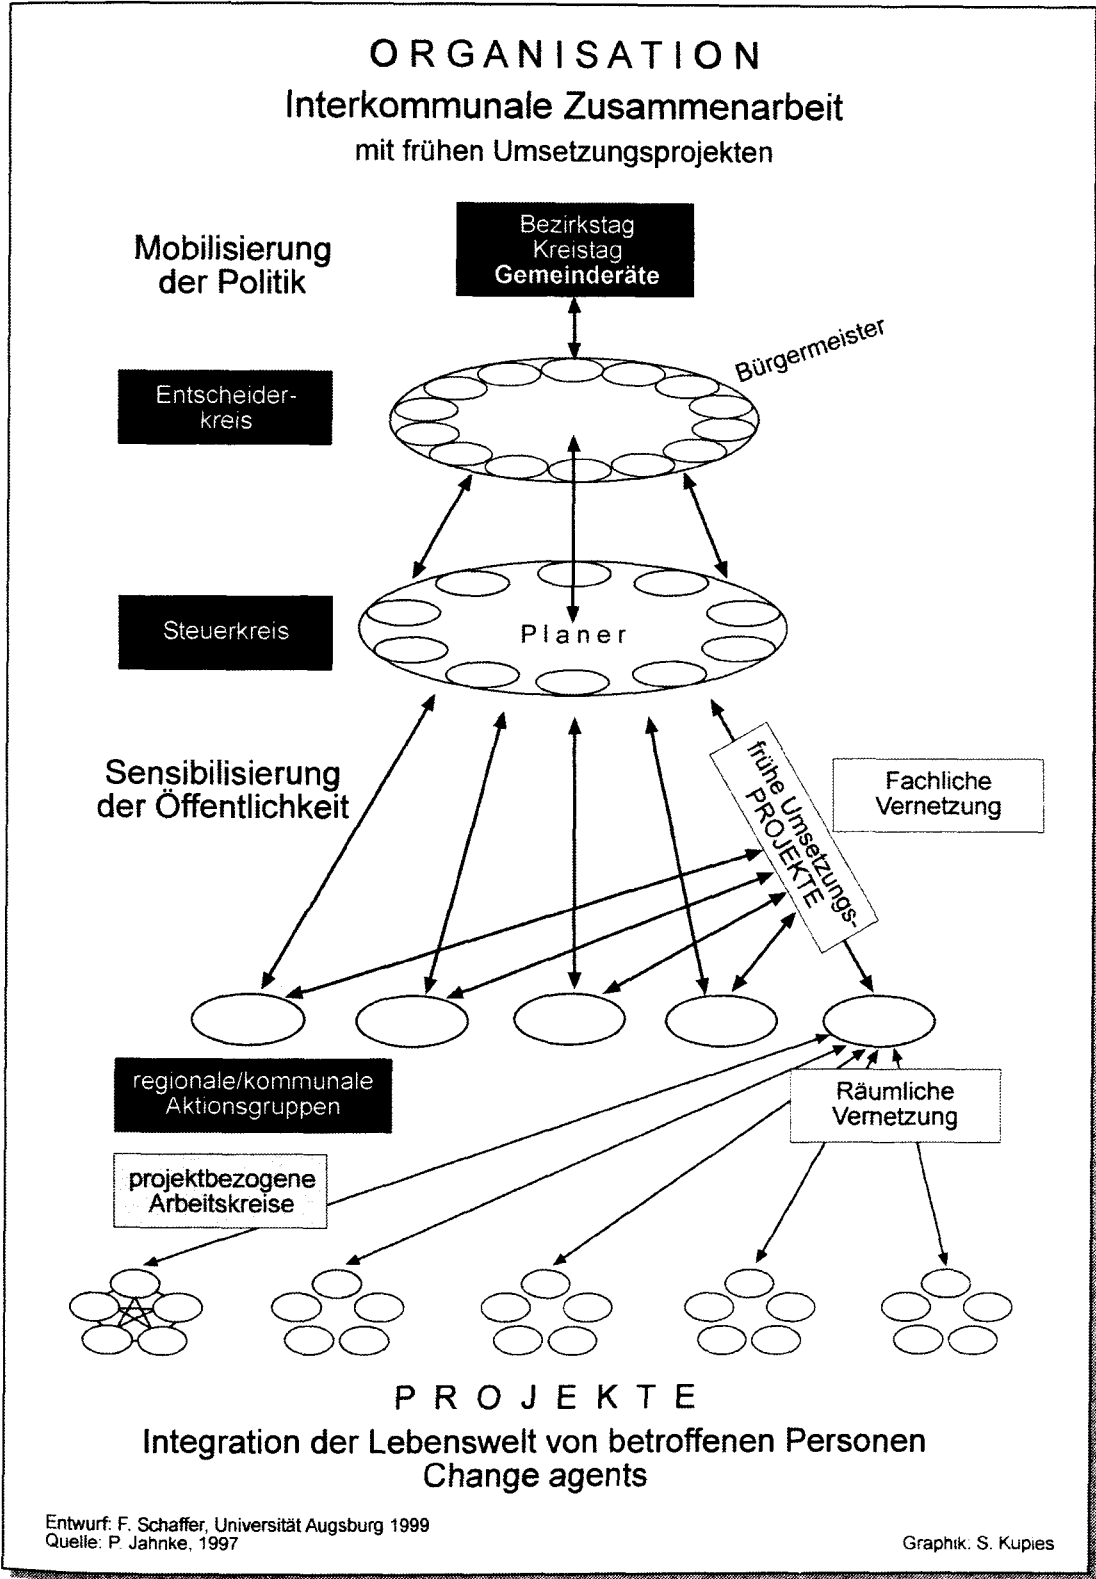 ORGANISATION
Interkommunale Zusammenarbeit
mit frühen Umsetzungsprojekten
Bezirkstag
Kreistag
Gemeinderäte
Mobilisierung
der Politik
Bürgermeister
Entscheider-
kreis
Steuerkreis
Planer
Sensibilisierung
der Öffentlichkeit
frühe Umsetzungs-
PROJEKTE
Fachliche
Vernetzung
regionale/kommunale
Aktionsgruppen
Räumliche
Vernetzung
projektbezogene
Arbeitskreise
PROJEKTE
Integration der Lebenswelt von betroffenen Personen
Change agents
Entwurf: F. Schaffer, Universität Augsburg 1999
Quelle: P. Jahnke, 1997
Graphik: S. Kupies